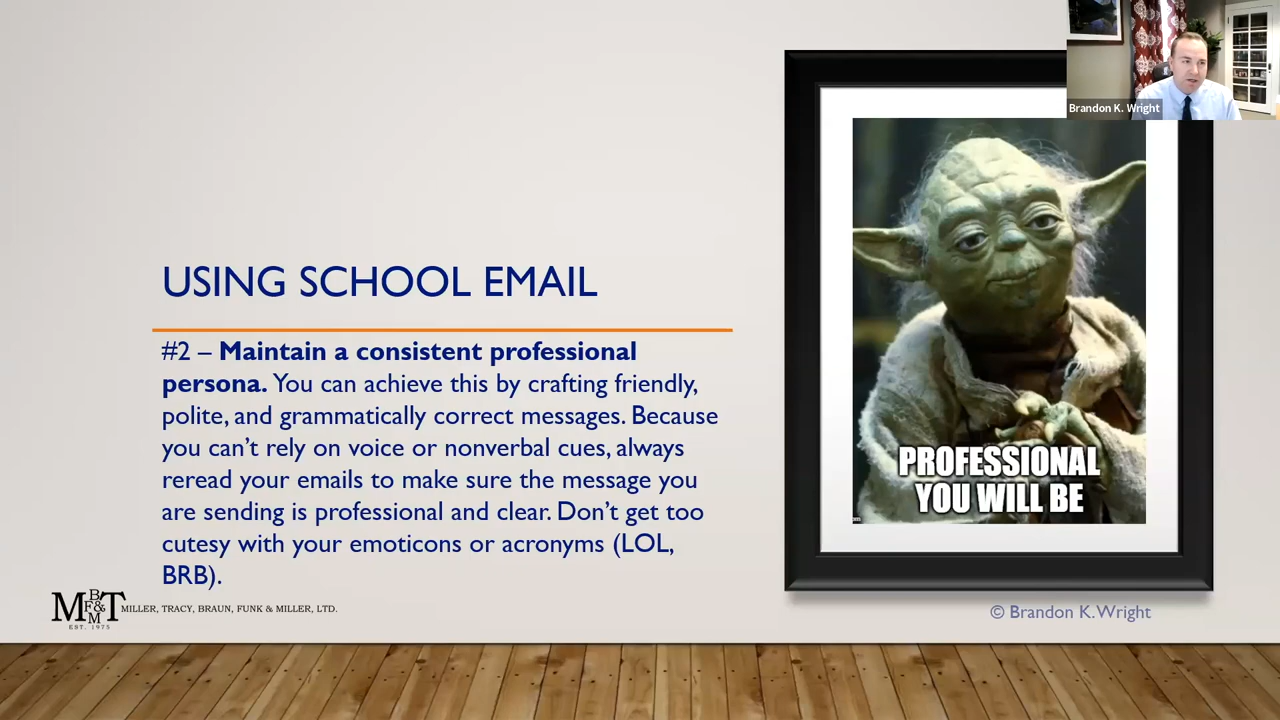 Brandon K. Wright
USING SCHOOL EMAIL
#2 – Maintain a consistent professional
persona. You can achieve this by crafting friendly,
polite, and grammatically correct messages. Because
you can’t rely on voice or nonverbal cues, always
reread your emails to make sure the message you
are sending is professional and clear. Don’t get too
cutesy with your emoticons or acronyms (LOL,
BRB).
PROFESSIONAL
YOU WILL BE
MBF&MT MILLER, TRACY, BRAUN, FUNK & MILLER, LTD.
EST. 1975
© Brandon K. Wright